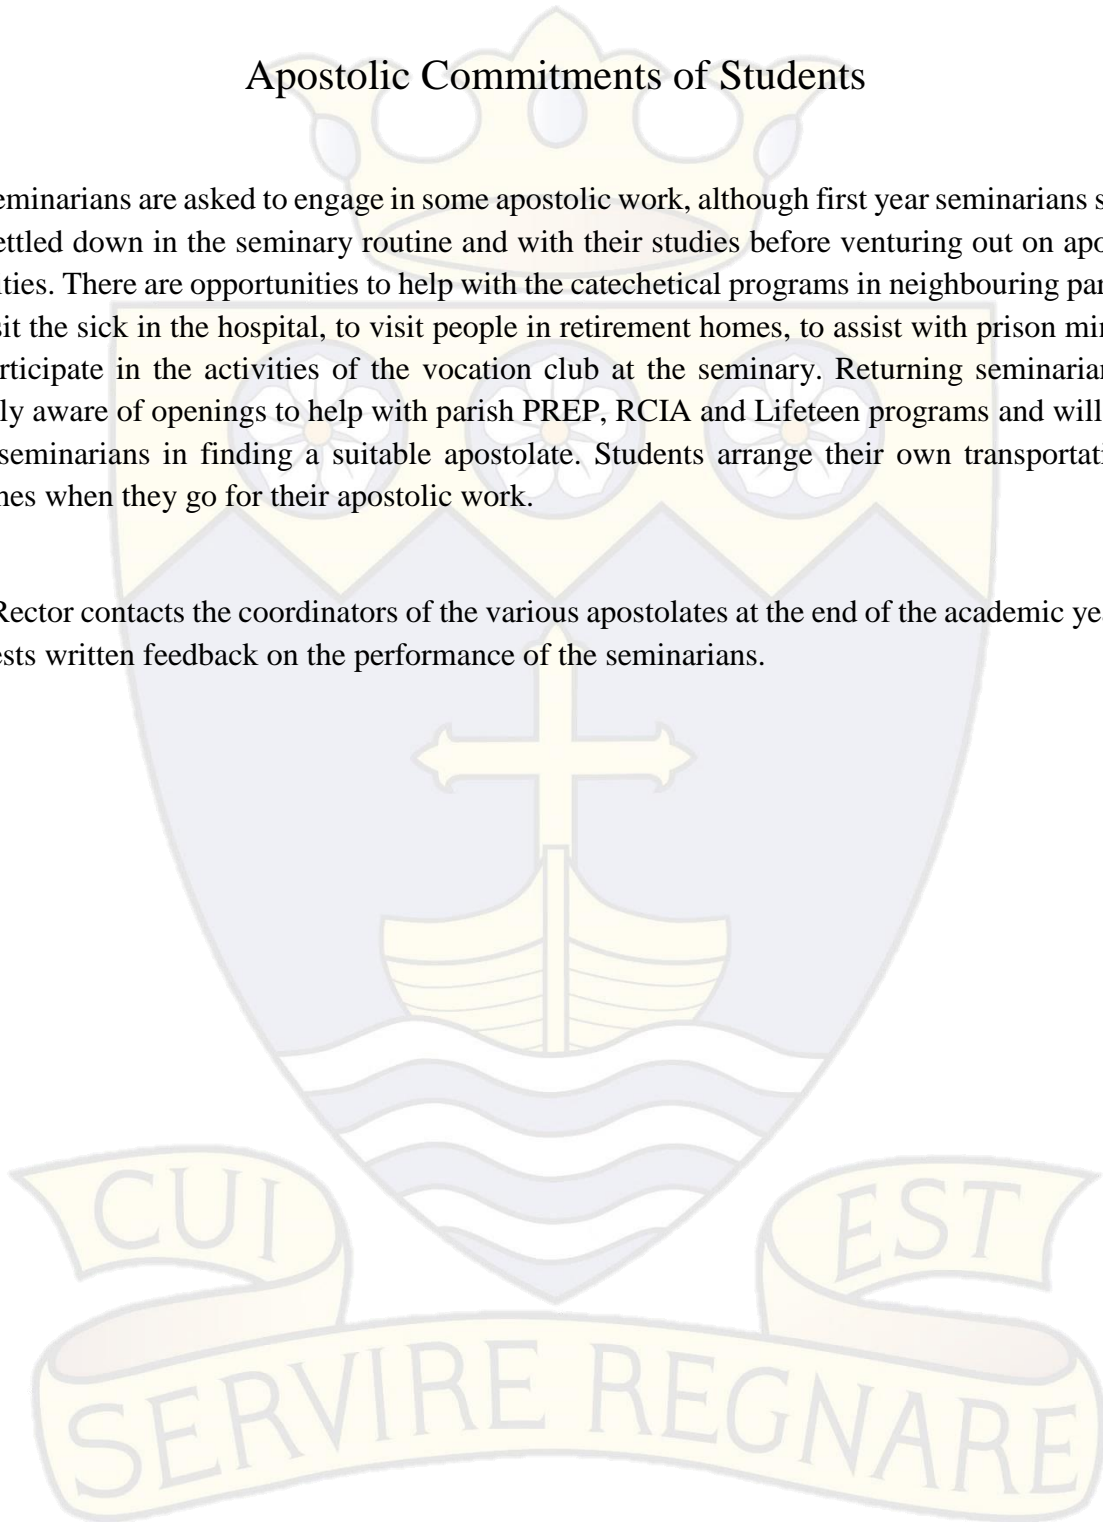 Apostolic Commitments of Students
eminarians are asked to engage in some apostolic work, although first year seminarians s
ettled down in the seminary routine and with their studies before venturing out on apo
ities. There are opportunities to help with the catechetical programs in neighbouring par
sit the sick in the hospital, to visit people in retirement homes, to assist with prison min
articipate in the activities of the vocation club at the seminary. Returning seminarian
ly aware of openings to help with parish PREP, RCIA and Lifeteen programs and will
seminarians in finding a suitable apostolate. Students arrange their own transportati
nes when they go for their apostolic work.
Rector contacts the coordinators of the various apostolates at the end of the academic yea
ests written feedback on the performance of the seminarians.
CUI EST
SERVIRE REGNARE